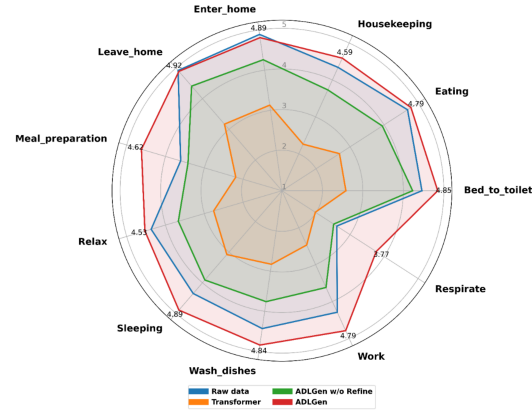 Enter_home
4.89
5
Housekeeping
4.59
Leave_home
4.92
4
Eating
4.79
3
Meal_preparation
4.62
2
1
Bed_to_toilet
4.85
Relax
4.53
3.77
Respirate
Sleeping
4.89
Work
4.79
Wash_dishes
4.84
Raw data
ADLGen w/o Refine
Transformer
ADLGen